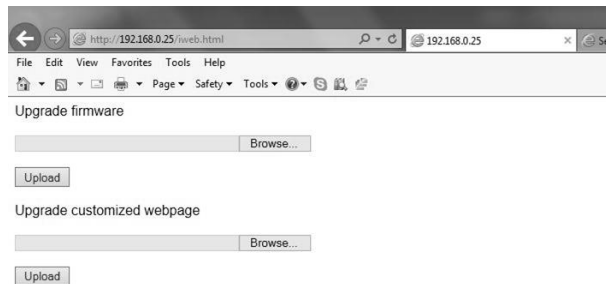 http://192.168.0.25/iweb.html
192.168.0.25
File Edit View Favorites Tools Help
Page Safety Tools
Upgrade firmware
Browse...
Upload
Upgrade customized webpage
Browse...
Upload